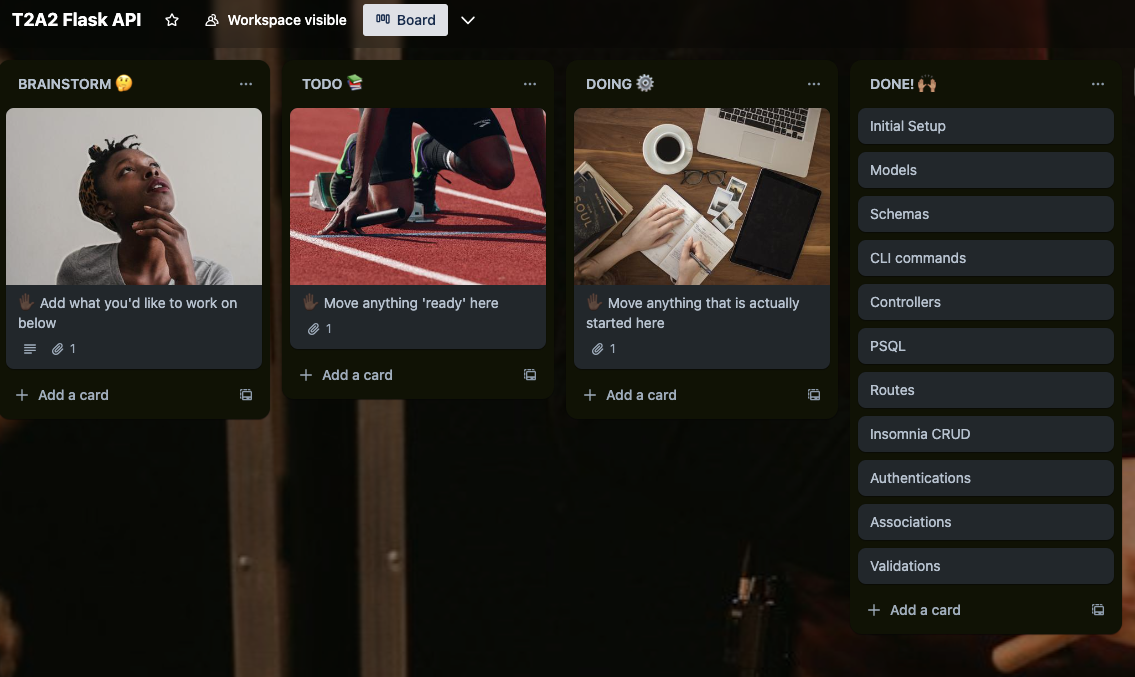 T2A2 Flask API
Workspace visible
Board
BRAINSTORM 🤔
✋🏿 Add what you'd like to work on
below
1
Add a card
TODO 📚
✋🏿 Move anything 'ready' here
1
Add a card
DOING ⚙️
SOUL
✋🏿 Move anything that is actually
started here
1
Add a card
DONE! 🙌🏽
Initial Setup
Models
Schemas
CLI commands
Controllers
PSQL
Routes
Insomnia CRUD
Authentications
Associations
Validations
Add a card